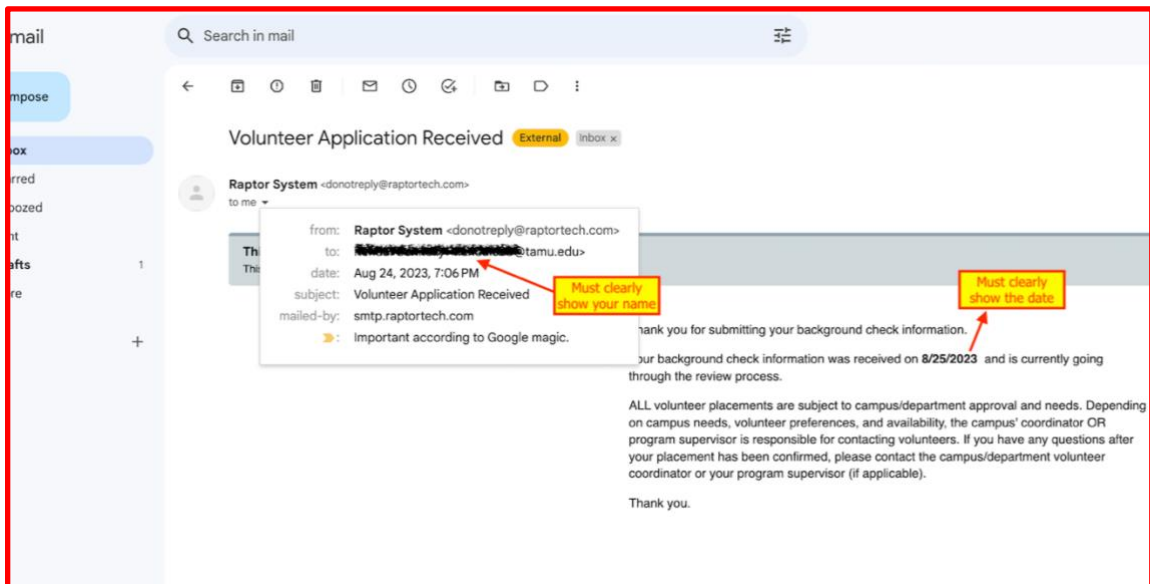 mail
Search in mail
mpose
Volunteer Application Received External Inbox x
ox
rred
Raptor System <donotreply@raptortech.com>
oozed
to me
nt
from: Raptor System <donotreply@raptortech.com>
afts 1
Th
to: @tamu.edu>
This
date: Aug 24, 2023, 7:06 PM
re
subject: Volunteer Application Received
mailed-by: smtp.raptortech.com
: Important according to Google magic.
Must clearly
show your name
Must clearly
show the date
hank you for submitting your background check information.
our background check information was received on 8/25/2023 and is currently going
through the review process.
ALL volunteer placements are subject to campus/department approval and needs. Depending
on campus needs, volunteer preferences, and availability, the campus' coordinator OR
program supervisor is responsible for contacting volunteers. If you have any questions after
your placement has been confirmed, please contact the campus/department volunteer
coordinator or your program supervisor (if applicable).
Thank you.